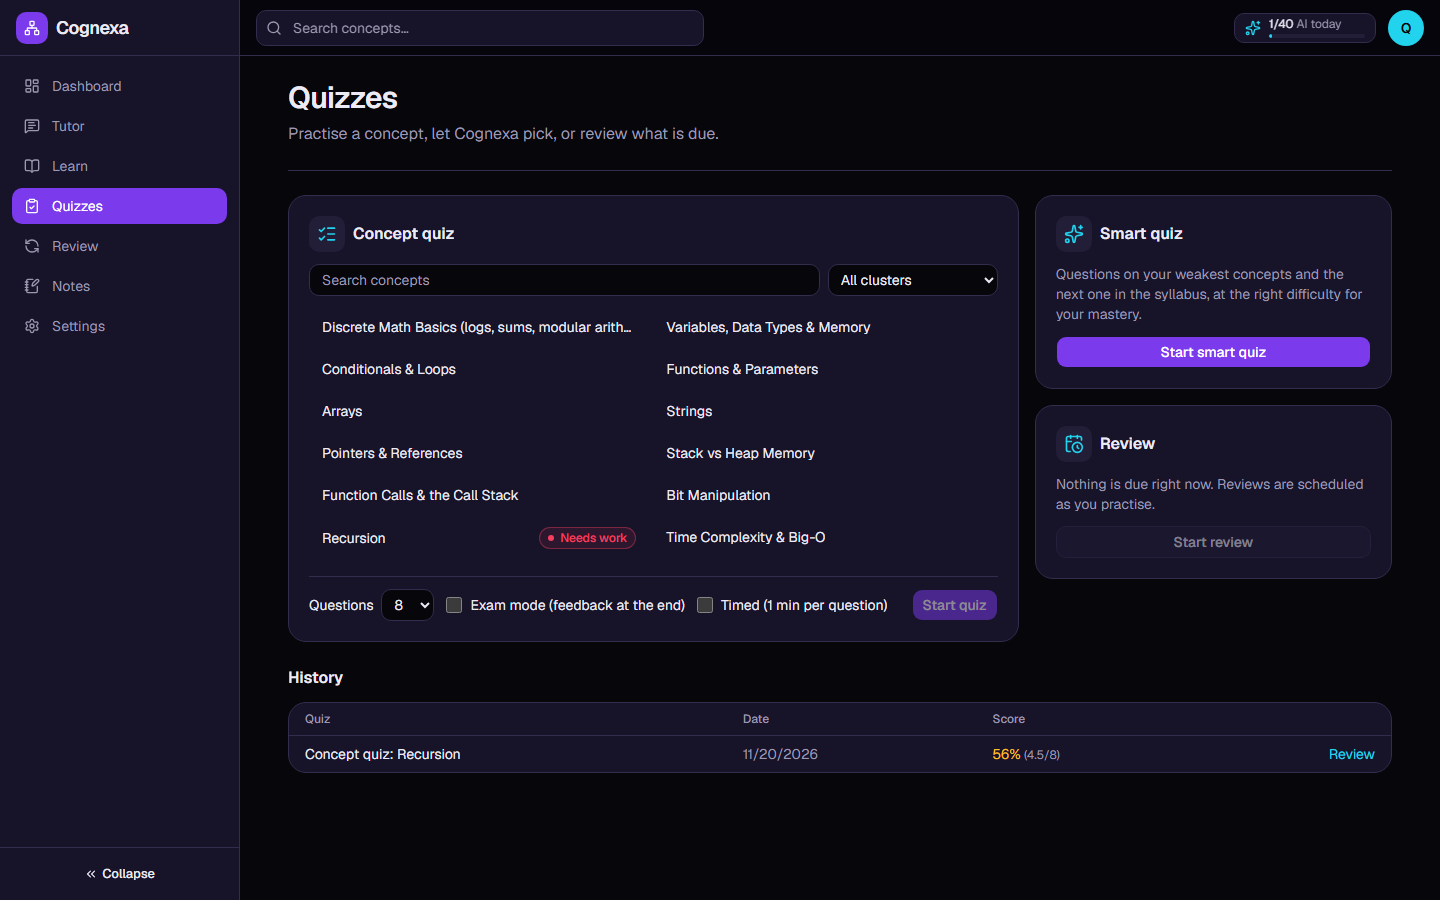 Cognexa
Search concepts...
1/40 AI today
Q
Dashboard
Tutor
Learn
Quizzes
Review
Notes
Settings
Collapse
Quizzes
Practise a concept, let Cognexa pick, or review what is due.
Concept quiz
Search concepts
All clusters
Discrete Math Basics (logs, sums, modular arith...
Variables, Data Types & Memory
Conditionals & Loops
Functions & Parameters
Arrays
Strings
Pointers & References
Stack vs Heap Memory
Function Calls & the Call Stack
Bit Manipulation
Recursion
Needs work
Time Complexity & Big-O
Questions
8
Exam mode (feedback at the end)
Timed (1 min per question)
Start quiz
Smart quiz
Questions on your weakest concepts and the
next one in the syllabus, at the right difficulty for
your mastery.
Start smart quiz
Review
Nothing is due right now. Reviews are scheduled
as you practise.
Start review
History
Quiz Date Score
Concept quiz: Recursion 11/20/2026 56% (4.5/8) Review